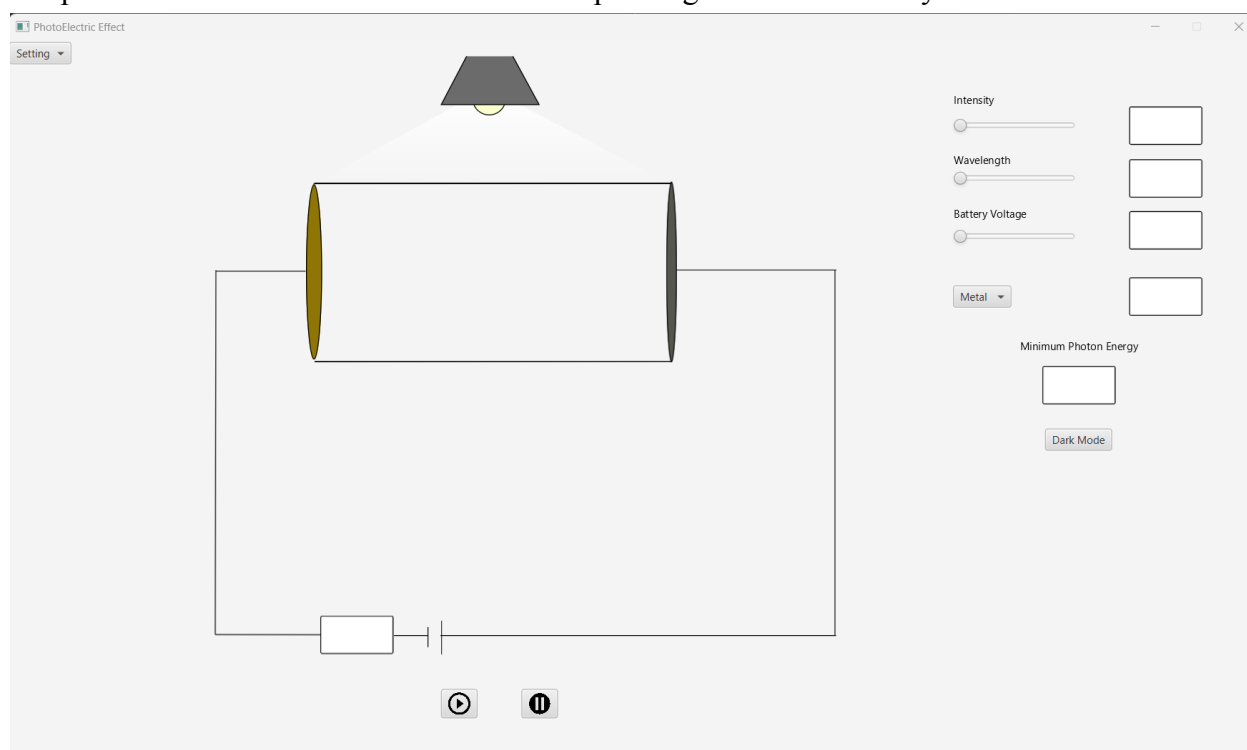 PhotoElectric Effect
Setting
Intensity
Wavelength
Battery Voltage
Metal
Minimum Photon Energy
Dark Mode